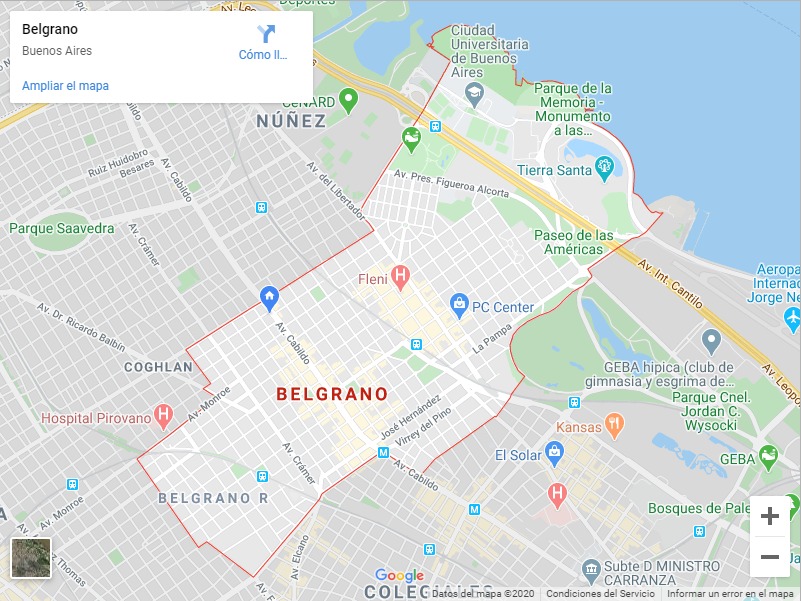 Belgrano
Buenos Aires
Cómo ll...
Ampliar el mapa
Ciudad
Universitaria
de Buenos
Aires
CeNARD
NÚÑEZ
Parque de la
Memoria -
Monumento
a las...
Ruiz Huidobro
Besares
Av. Cabildo
Av. del Libertador
Av. Pres. Figueroa Alcorta
Tierra Santa
Parque Saavedra
Av. Crámer
Paseo de las
Américas
Av. Int. Cantilo
Aeropa
Internac
Jorge Ne
Fleni
PC Center
Av. Dr. Ricardo Balbín
Av. Cabildo
La Pampa
COGHLAN
GEBA hipica (club de
gimnasia y esgrima de...
Av. Leopo
BELGRANO
Av. Monroe
José Hernández
Virrey del Pino
Parque Cnel.
Jordan C.
Wysocki
Hospital Pirovano
Kansas
El Solar
GEBA
Av. Crámer
Av. Cabildo
BELGRANO R
Av. Monroe
Bosques de Pale
Av. Elcano
Thomas
Subte D MINISTRO
CARRANZA
Google
COLEGIALES
Datos del mapa ©2020
Condiciones del Servicio
Informar un error en el mapa